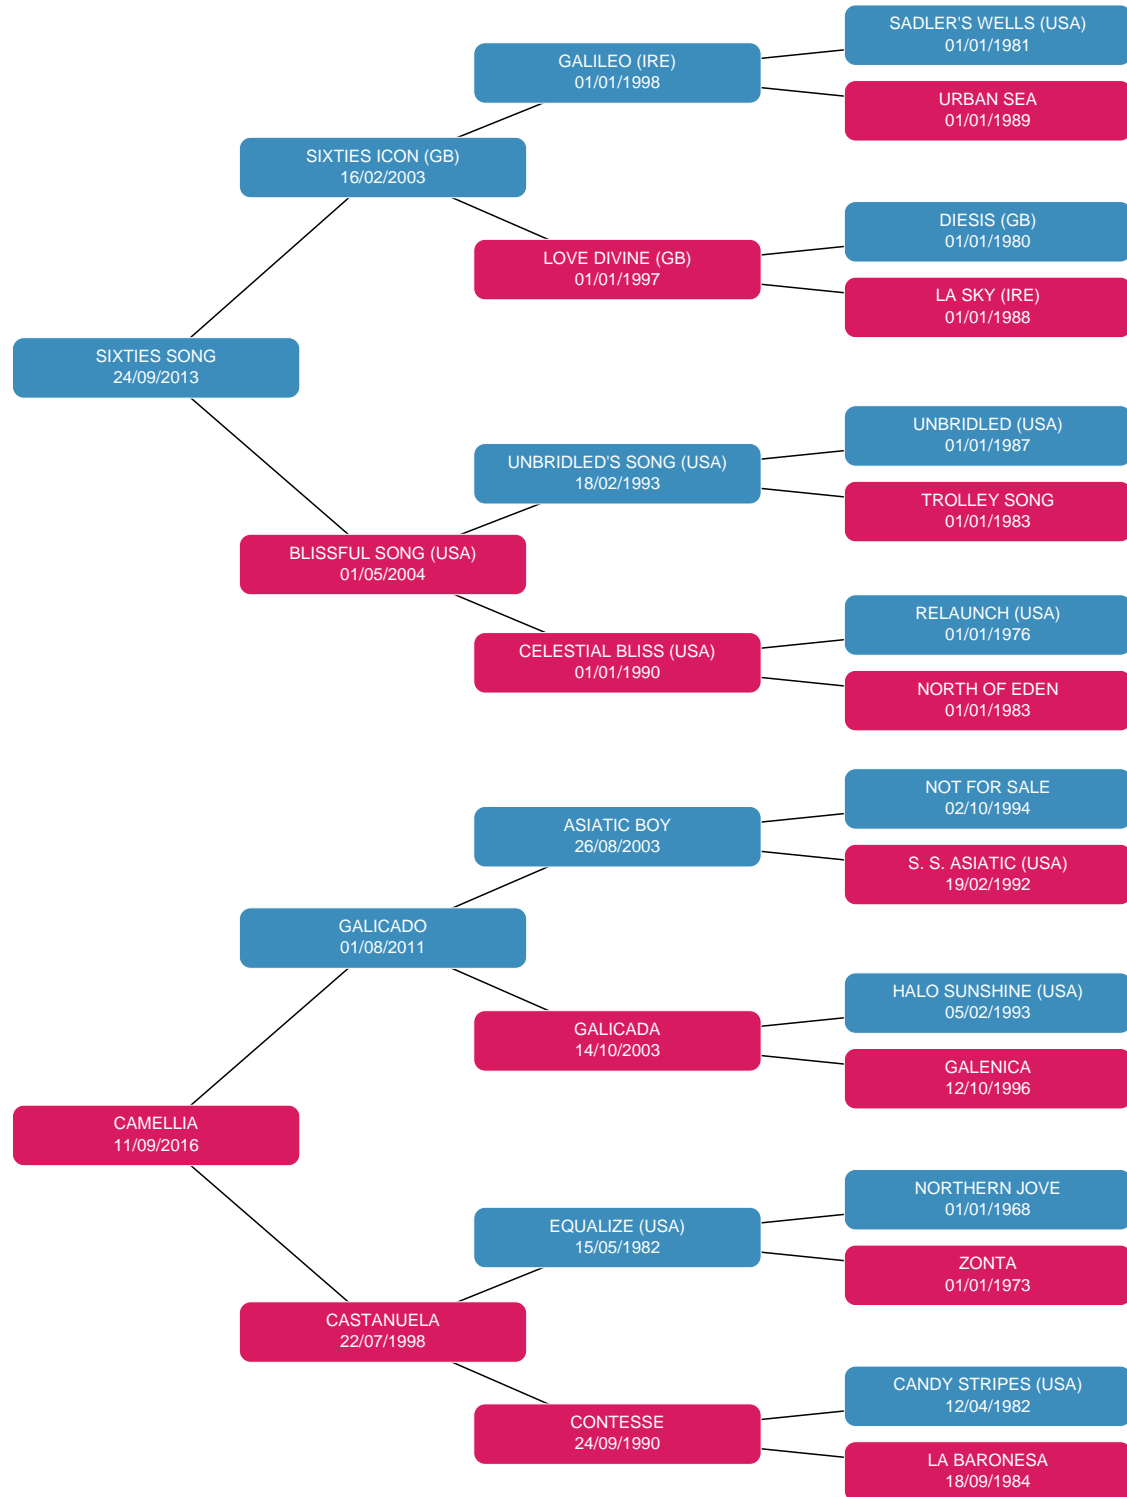 SADLER'S WELLS (USA)
01/01/1981
GALILEO (IRE)
01/01/1998
URBAN SEA
01/01/1989
SIXTIES ICON (GB)
16/02/2003
DIESIS (GB)
01/01/1980
LOVE DIVINE (GB)
01/01/1997
LA SKY (IRE)
01/01/1988
SIXTIES SONG
24/09/2013
UNBRIDLED (USA)
01/01/1987
UNBRIDLED'S SONG (USA)
18/02/1993
TROLLEY SONG
01/01/1983
BLISSFUL SONG (USA)
01/05/2004
RELAUNCH (USA)
01/01/1976
CELESTIAL BLISS (USA)
01/01/1990
NORTH OF EDEN
01/01/1983
NOT FOR SALE
02/10/1994
ASIATIC BOY
26/08/2003
S. S. ASIATIC (USA)
19/02/1992
GALICADO
01/08/2011
HALO SUNSHINE (USA)
05/02/1993
GALICADA
14/10/2003
GALENICA
12/10/1996
CAMELLIA
11/09/2016
NORTHERN JOVE
01/01/1968
EQUALIZE (USA)
15/05/1982
ZONTA
01/01/1973
CASTANUELA
22/07/1998
CANDY STRIPES (USA)
12/04/1982
CONTESSE
24/09/1990
LA BARONESA
18/09/1984